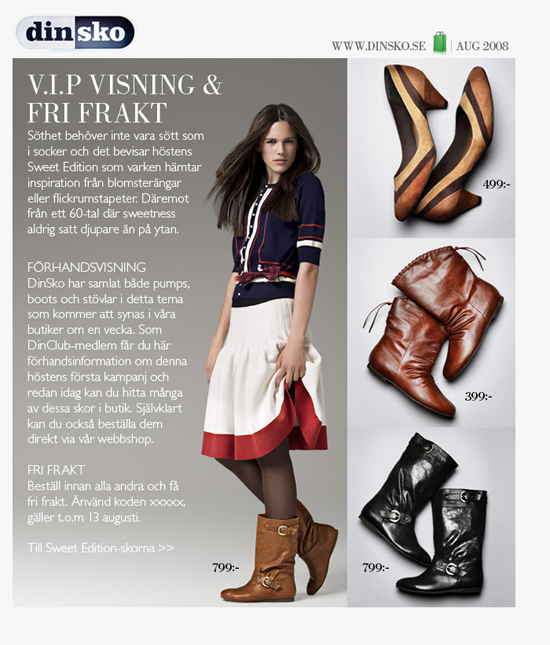 dinsko
WWW.DINSKO.SE | AUG 2008
V.I.P VISNING &
FRI FRAKT
Söthet behöver inte vara sött som
i socker och det bevisar höstens
Sweet Edition som varken hämtar
inspiration från blomsterängar
eller flickrumstapeter. Däremot
från ett 60-tal där sweetness
aldrig satt djupare än på ytan.
FÖRHANDSVISNING
DinSko har samlat både pumps,
boots och stövlar i detta tema
som kommer att synas i våra
butiker om en vecka. Som
DinClub-medlem får du här
förhandsinformation om denna
höstens första kampanj och
redan idag kan du hitta många
av dessa skor i butik. Självklart
kan du också beställa dem
direkt via vår webbshop.
FRI FRAKT
Beställ innan alla andra och få
fri frakt. Använd koden xxxxx,
gäller t.o.m 13 augusti.
Till Sweet Edition-skorna >>
799:-
499:-
399:-
799:-